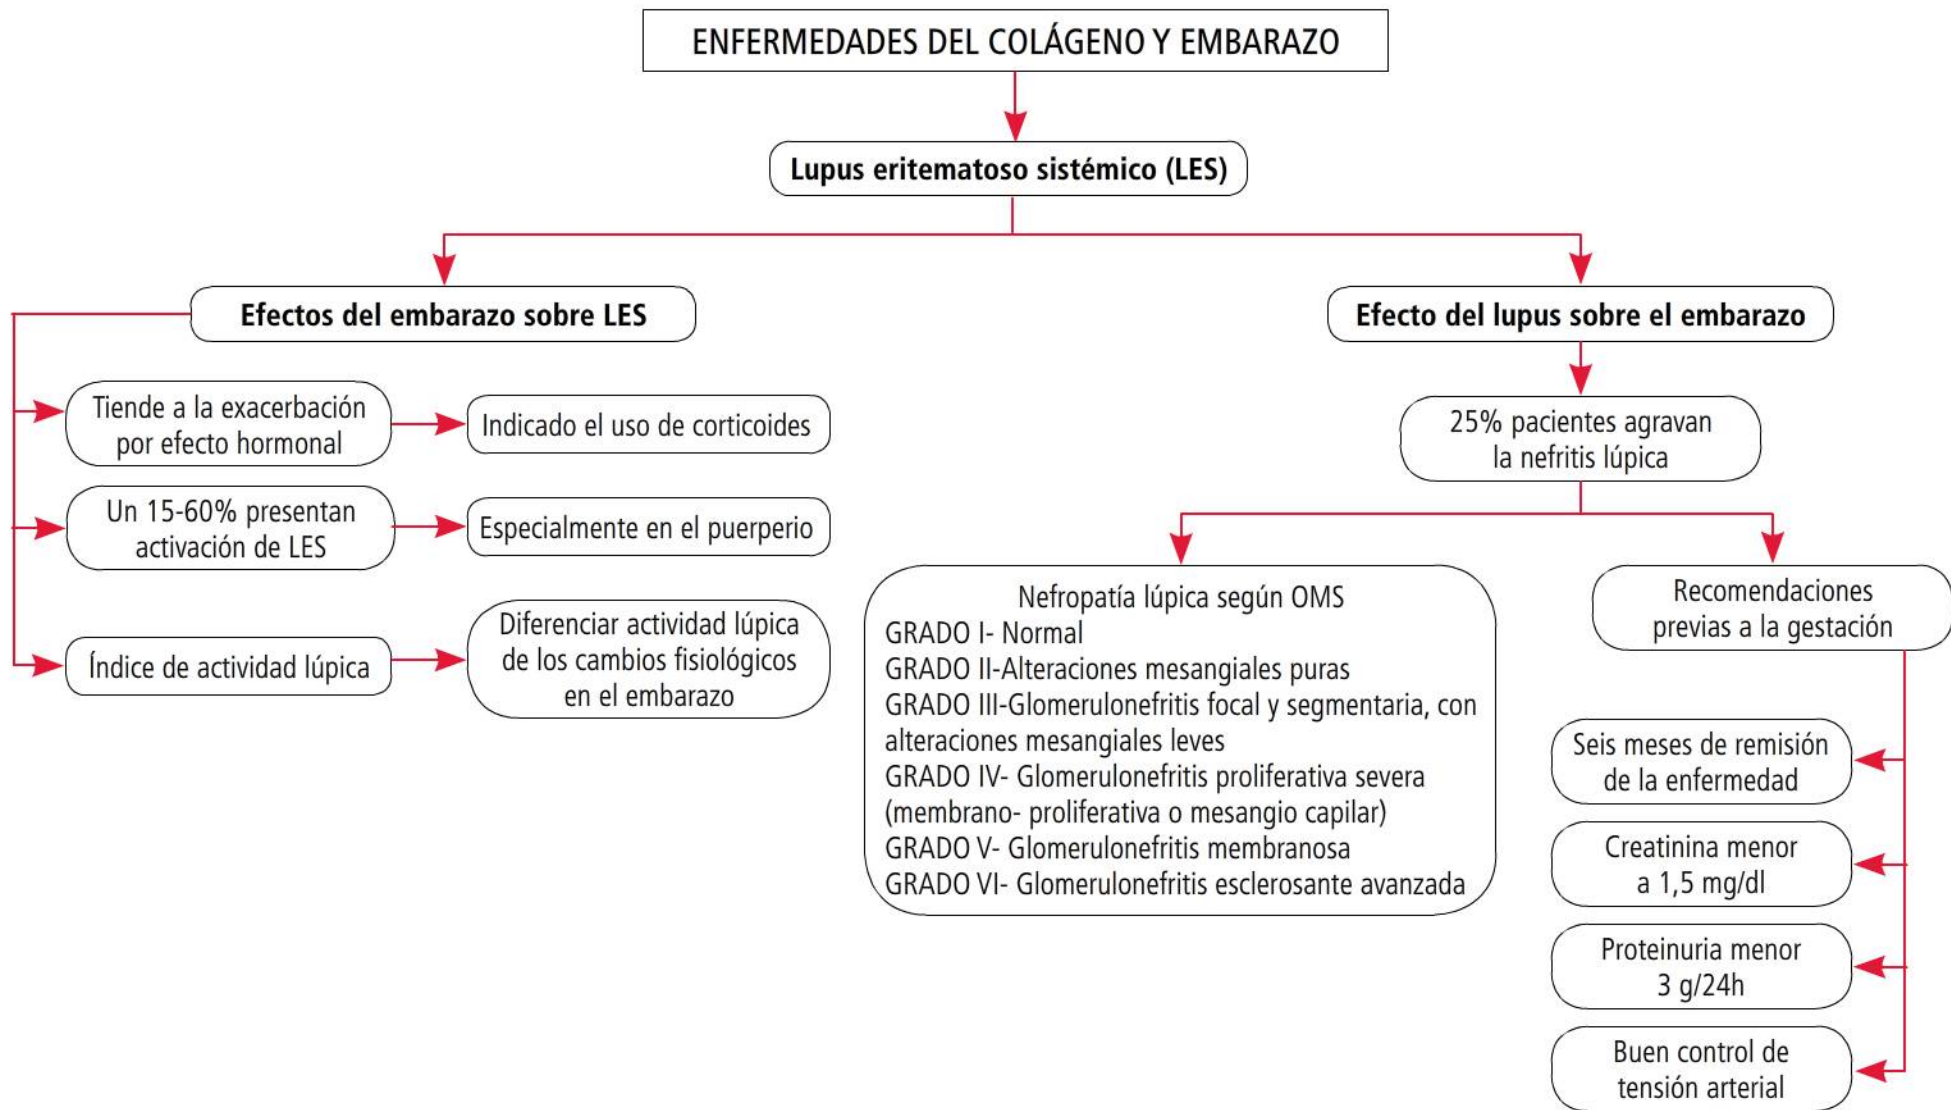 ENFERMEDADES DEL COLÁGENO Y EMBARAZO
Lupus eritematoso sistémico (LES)
Efectos del embarazo sobre LES
Tiende a la exacerbación
por efecto hormonal
Indicado el uso de corticoides
Un 15-60% presentan
activación de LES
Especialmente en el puerperio
Índice de actividad lúpica
Diferenciar actividad lúpica
de los cambios fisiológicos
en el embarazo
Efecto del lupus sobre el embarazo
25% pacientes agravan
la nefritis lúpica
Nefropatía lúpica según OMS
GRADO I- Normal
GRADO II-Alteraciones mesangiales puras
GRADO III-Glomerulonefritis focal y segmentaria, con
alteraciones mesangiales leves
GRADO IV- Glomerulonefritis proliferativa severa
(membrano- proliferativa o mesangio capilar)
GRADO V- Glomerulonefritis membranosa
GRADO VI- Glomerulonefritis esclerosante avanzada
Recomendaciones
previas a la gestación
Seis meses de remisión
de la enfermedad
Creatinina menor
a 1,5 mg/dl
Proteinuria menor
3 g/24h
Buen control de
tensión arterial